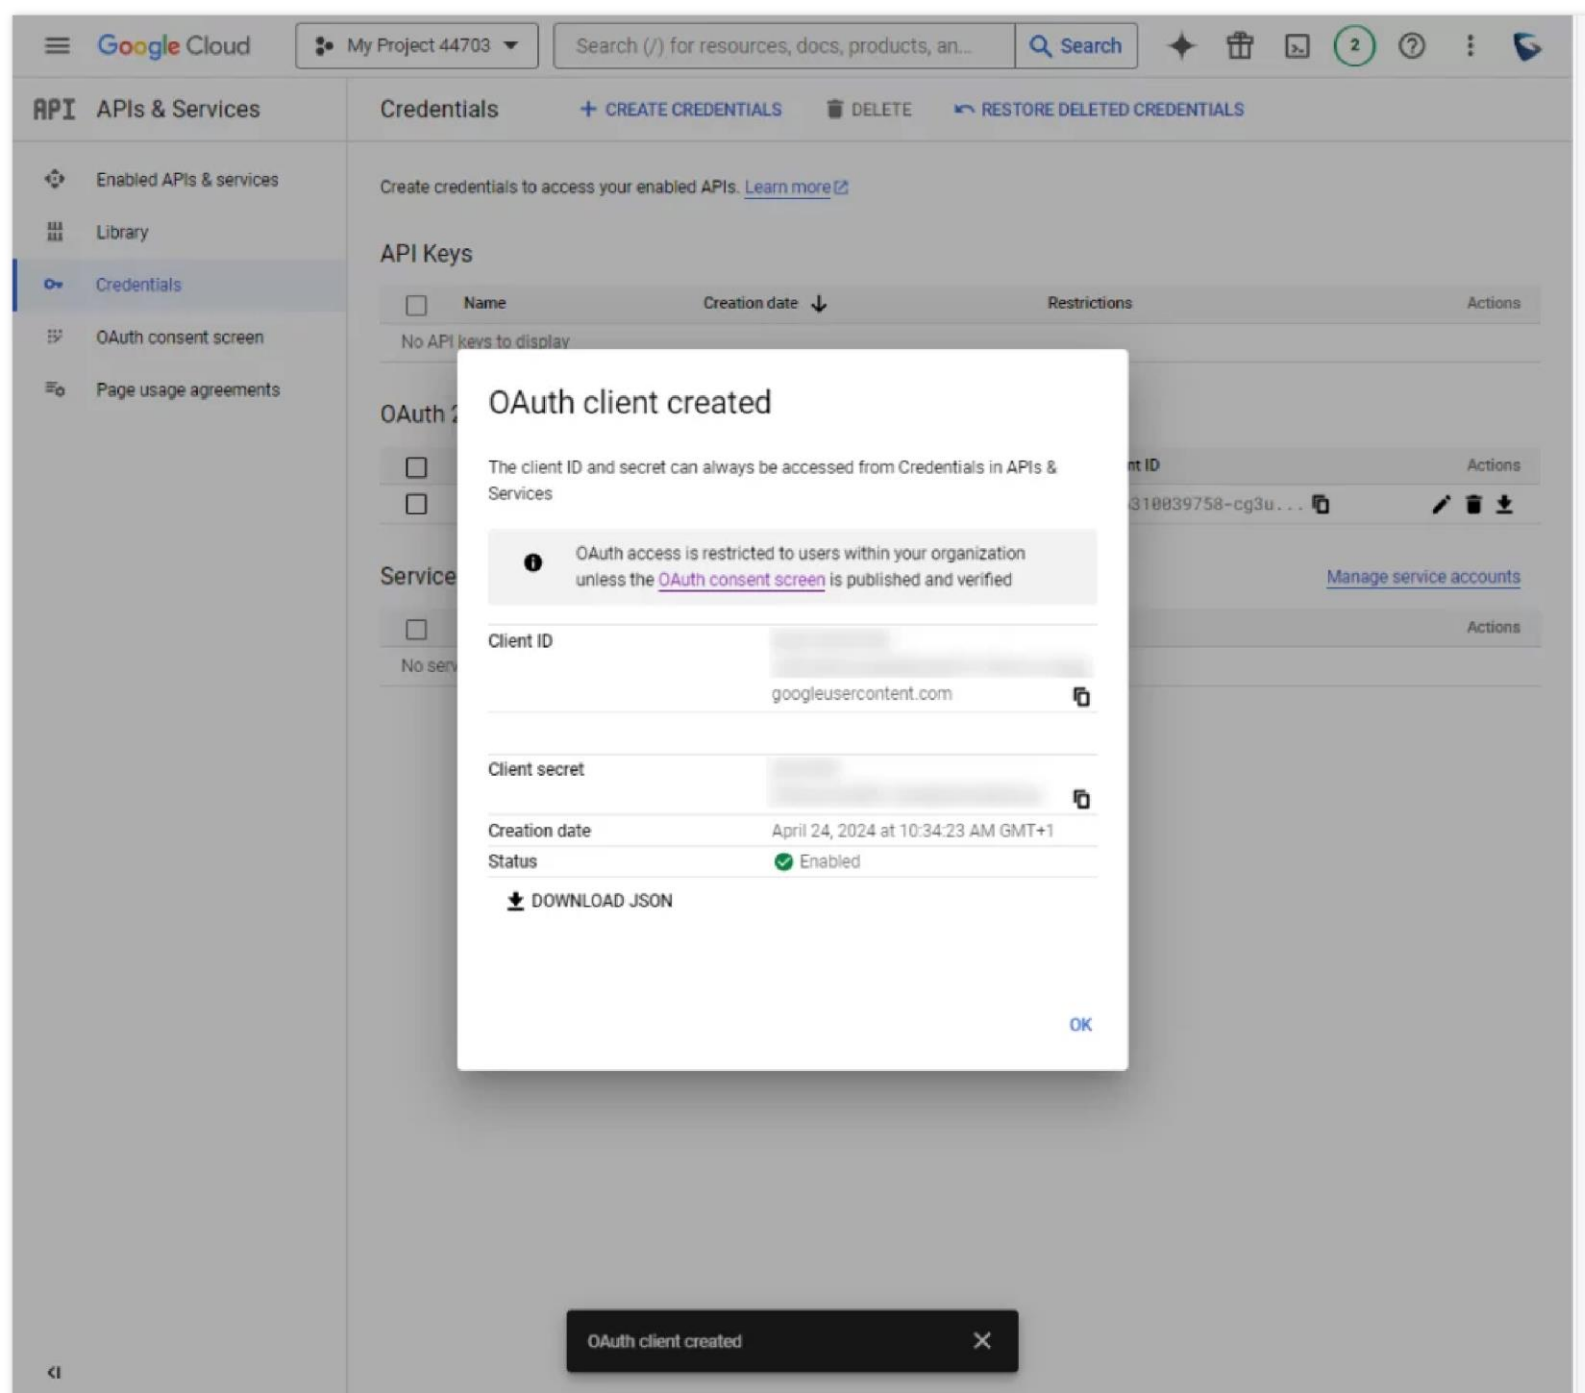 Google Cloud
My Project 44703
Search (/) for resources, docs, products, an...
Search
2
API APIs & Services
Credentials
+ CREATE CREDENTIALS
DELETE
RESTORE DELETED CREDENTIALS
Enabled APIs & services
Library
Credentials
OAuth consent screen
Page usage agreements
Create credentials to access your enabled APIs. Learn more
API Keys
Name
Creation date
Restrictions
Actions
No API keys to display
OAuth 2
nt ID
Actions
310039758-cg3u...
Service
Manage service accounts
Actions
No serv
OAuth client created
The client ID and secret can always be accessed from Credentials in APIs &
Services
OAuth access is restricted to users within your organization
unless the OAuth consent screen is published and verified
Client ID
googleusercontent.com
Client secret
Creation date
April 24, 2024 at 10:34:23 AM GMT+1
Status
Enabled
DOWNLOAD JSON
OK
OAuth client created